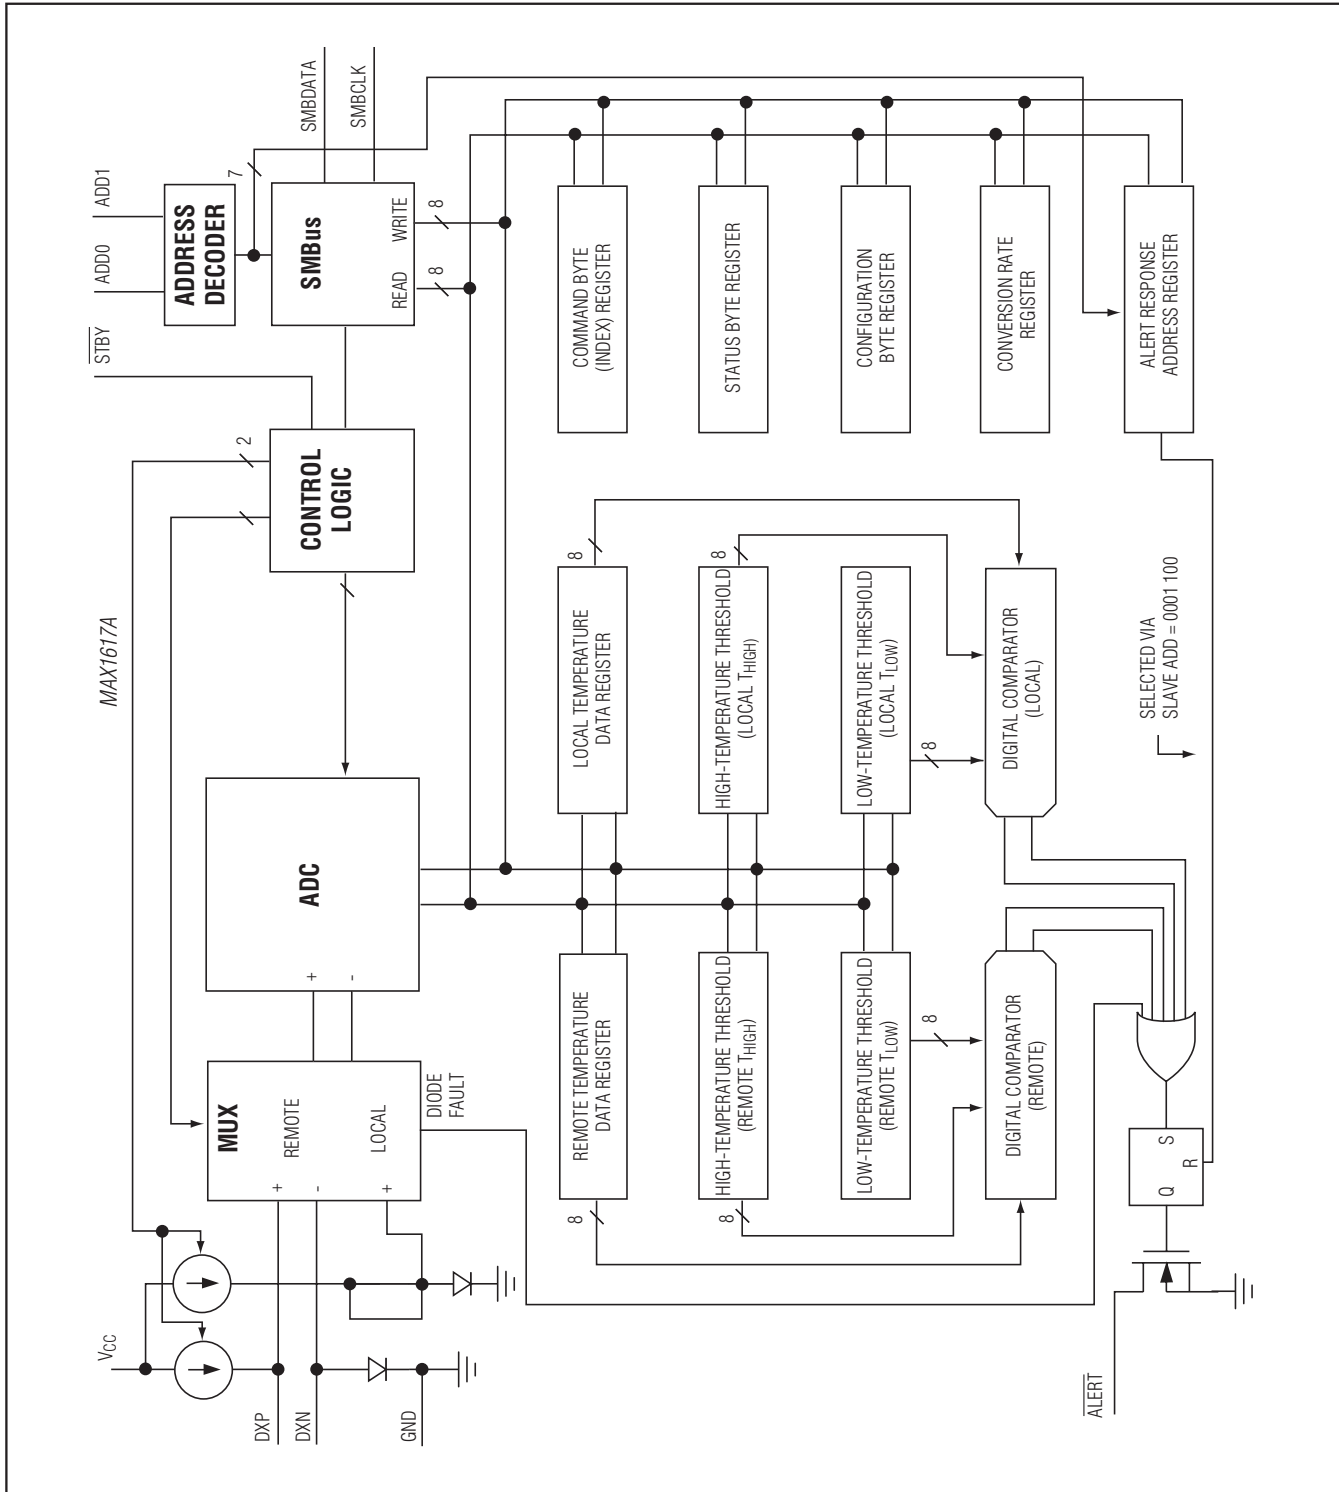 MAX1617A
VCC
DXP
DXN
GND
+
-
+
MUX
REMOTE
LOCAL
DIODE
FAULT
+
-
ADC
2
CONTROL
LOGIC
STBY
ADD0
ADD1
ADDRESS
DECODER
7
SMBus
READ
WRITE
8
8
SMBDATA
SMBCLK
REMOTE TEMPERATURE
DATA REGISTER
8
HIGH-TEMPERATURE THRESHOLD
(REMOTE THIGH)
8
LOW-TEMPERATURE THRESHOLD
(REMOTE TLOW)
8
DIGITAL COMPARATOR
(REMOTE)
LOCAL TEMPERATURE
DATA REGISTER
8
HIGH-TEMPERATURE THRESHOLD
(LOCAL THIGH)
8
LOW-TEMPERATURE THRESHOLD
(LOCAL TLOW)
8
DIGITAL COMPARATOR
(LOCAL)
COMMAND BYTE
(INDEX) REGISTER
STATUS BYTE REGISTER
CONFIGURATION
BYTE REGISTER
CONVERSION RATE
REGISTER
ALERT RESPONSE
ADDRESS REGISTER
SELECTED VIA
SLAVE ADD = 0001 100
Q
S
R
ALERT